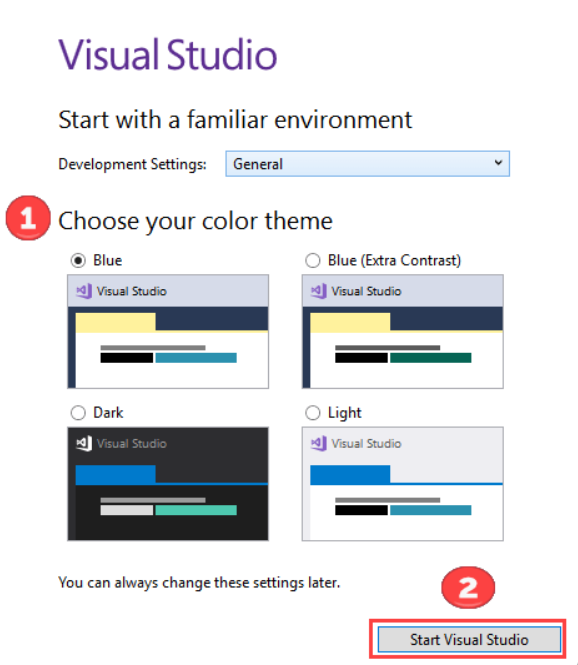 Visual Studio
Start with a familiar environment
Development Settings: General
1 Choose your color theme
Blue
Blue (Extra Contrast)
Visual Studio
Visual Studio
Dark
Light
Visual Studio
Visual Studio
You can always change these settings later.
2
Start Visual Studio